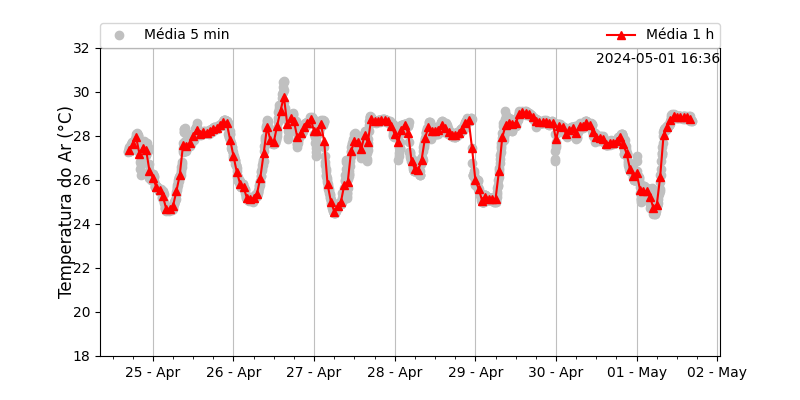 Média 5 min
Média 1 h
2024-05-01 16:36
Temperatura do Ar (°C)
32
30
28
26
24
22
20
18
25 - Apr
26 - Apr
27 - Apr
28 - Apr
29 - Apr
30 - Apr
01 - May
02 - May